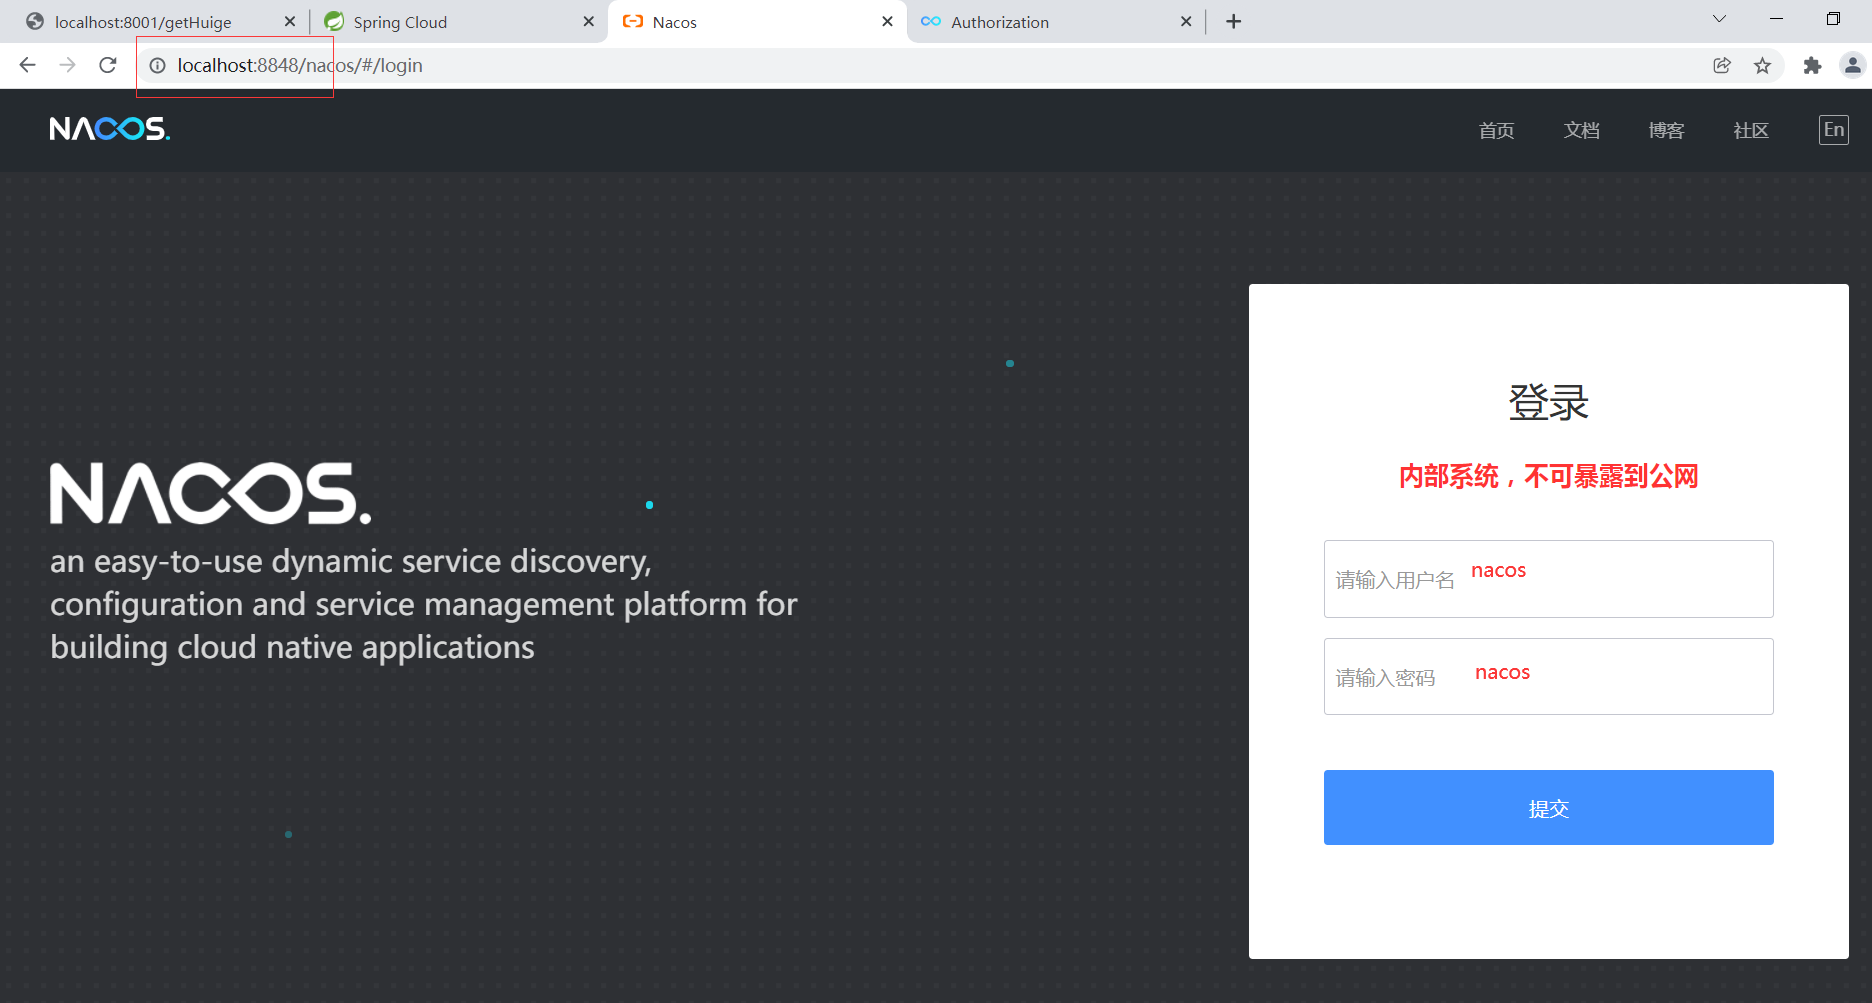 localhost:8001/getHuige
Spring Cloud
Nacos
Authorization
localhost:8848/nacos/#/login
NACOS.
首页
文档
博客
社区
En
NACOS.
an easy-to-use dynamic service discovery,
configuration and service management platform for
building cloud native applications
登录
内部系统，不可暴露到公网
请输入用户名 nacos
请输入密码 nacos
提交